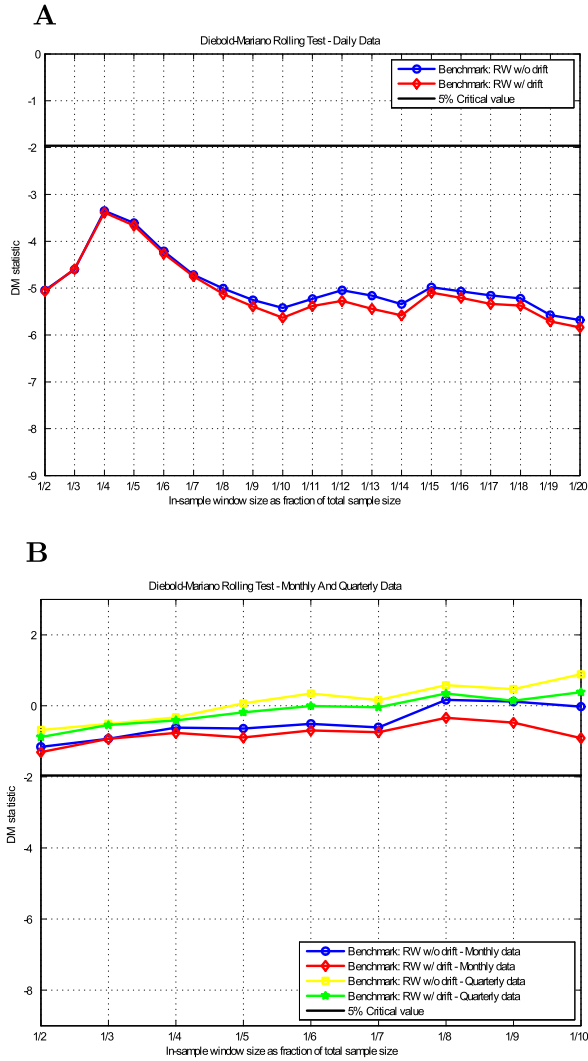 A
Diebold-Mariano Rolling Test - Daily Data
0
-1
-2
-3
-4
-5
-6
-7
-8
-9
DM statistic
Benchmark: RW w/o drift
Benchmark: RW w/ drift
5% Critical value
1/2 1/3 1/4 1/5 1/6 1/7 1/8 1/9 1/10 1/11 1/12 1/13 1/14 1/15 1/16 1/17 1/18 1/19 1/20
In-sample window size as fraction of total sample size
B
Diebold-Mariano Rolling Test - Monthly And Quarterly Data
2
0
-2
-4
-6
-8
DM statistic
Benchmark: RW w/o drift - Monthly data
Benchmark: RW w/ drift - Monthly data
Benchmark: RW w/o drift - Quarterly data
Benchmark: RW w/ drift - Quarterly data
5% Critical value
1/2 1/3 1/4 1/5 1/6 1/7 1/8 1/9 1/10
In-sample window size as fraction of total sample size